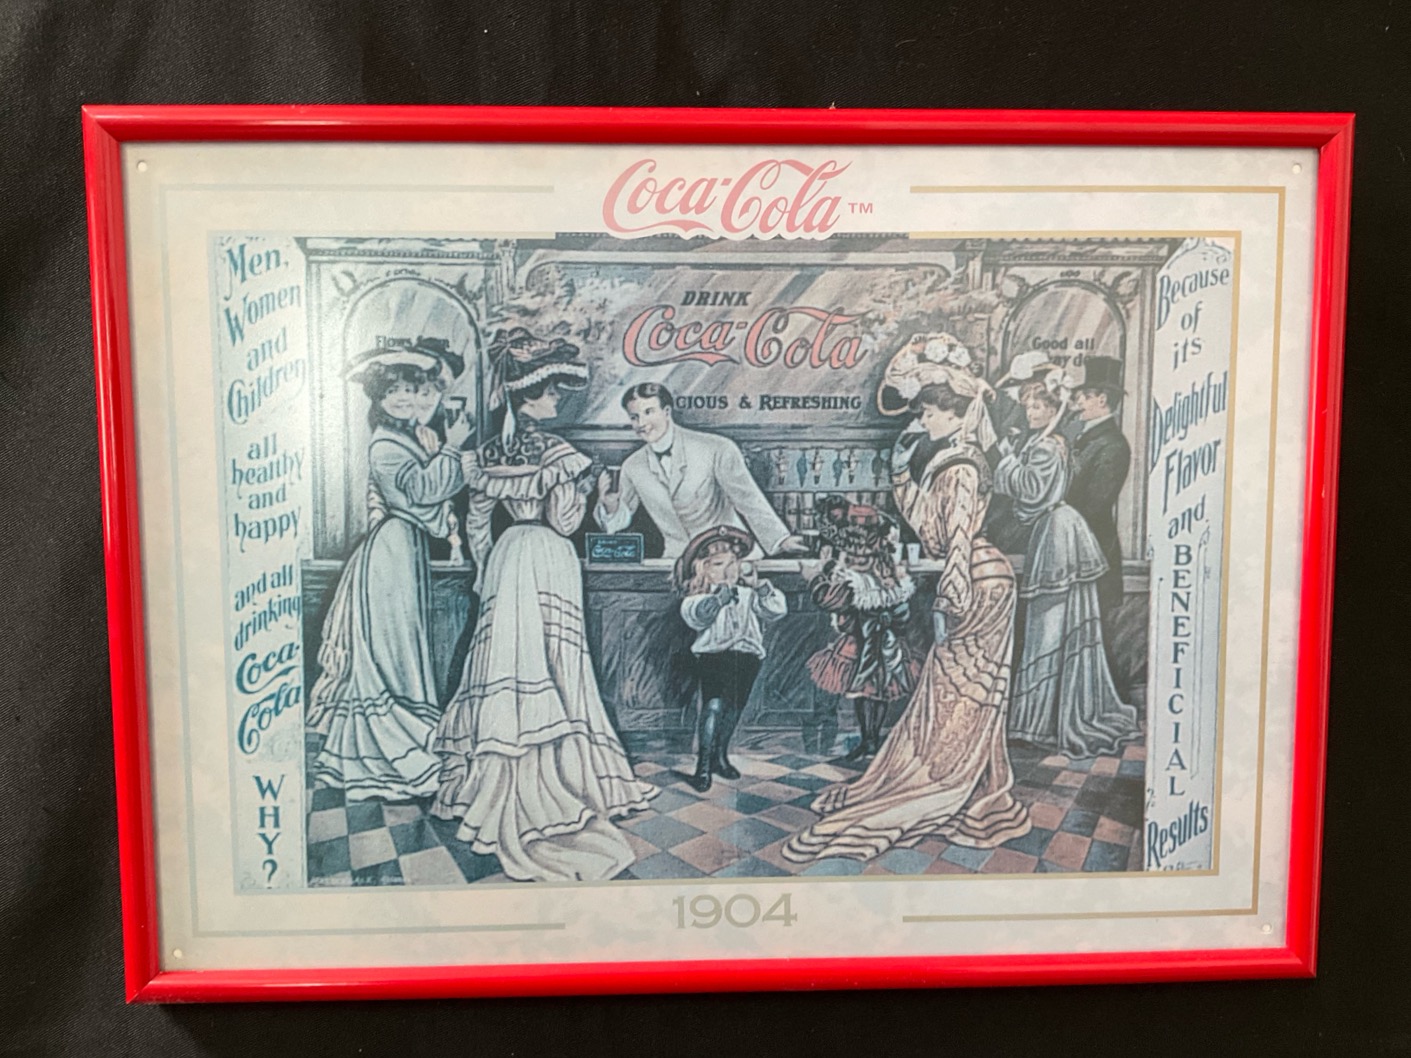 Coca-Cola™
Men,
Women
and
Children
all
healthy
and
happy
and all
drinking
Coca-
Cola
WHY?
DRINK
Coca-Cola
CIOUS & REFRESHING
Flows
Good all
Because
of
its
Delightful
Flavor
and
BENEFICIAL
Results
1904